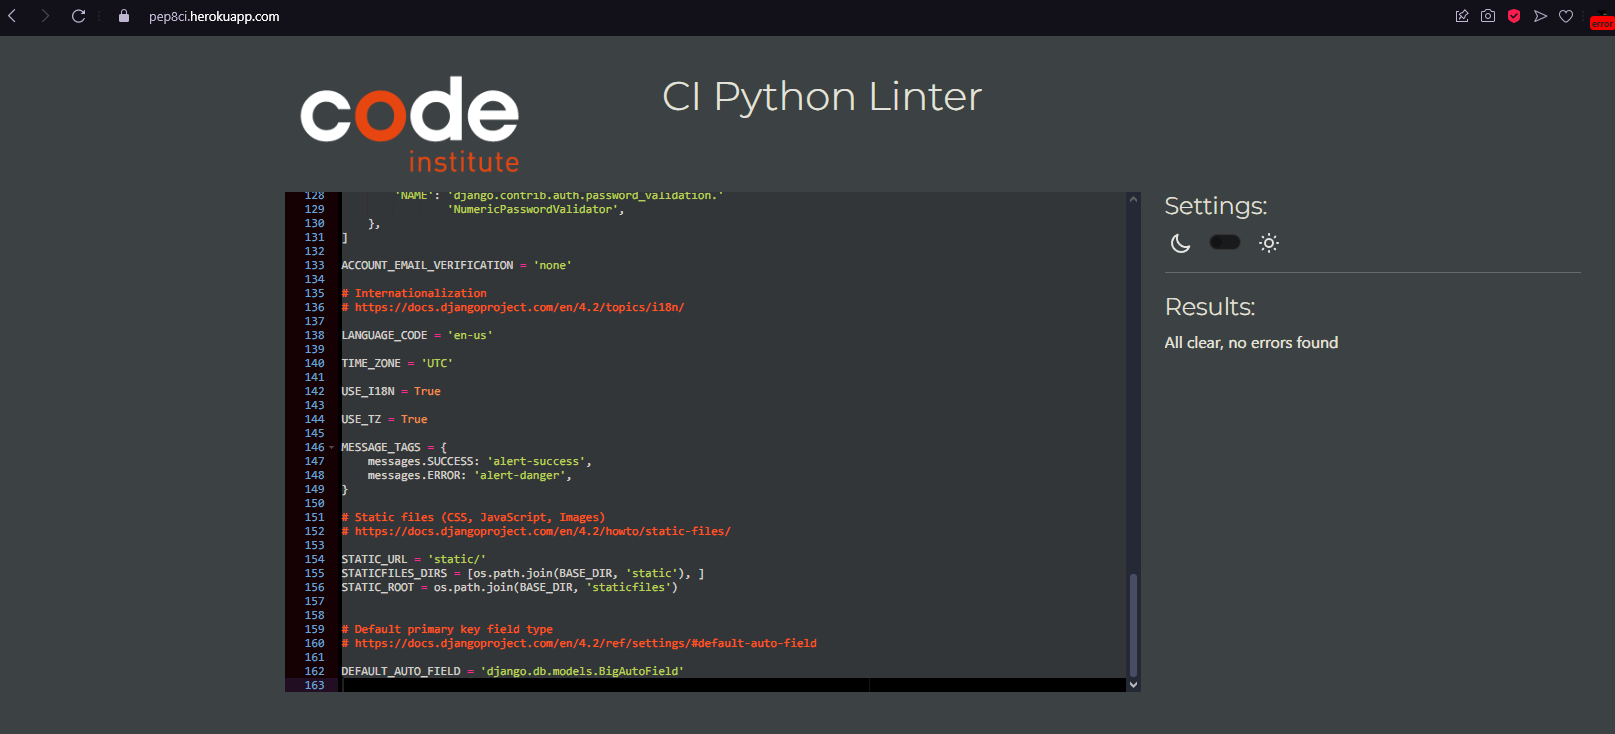 pep8ci.herokuapp.com
error
code
institute
CI Python Linter
128 'NAME': 'django.contrib.auth.password_validation.'
129 'NumericPasswordValidator',
130 },
131 ]
132
133 ACCOUNT_EMAIL_VERIFICATION = 'none'
134
135 # Internationalization
136 # https://docs.djangoproject.com/en/4.2/topics/i18n/
137
138 LANGUAGE_CODE = 'en-us'
139
140 TIME_ZONE = 'UTC'
141
142 USE_I18N = True
143
144 USE_TZ = True
145
146 MESSAGE_TAGS = {
147 messages.SUCCESS: 'alert-success',
148 messages.ERROR: 'alert-danger',
149 }
150
151 # Static files (CSS, JavaScript, Images)
152 # https://docs.djangoproject.com/en/4.2/howto/static-files/
153
154 STATIC_URL = 'static/'
155 STATICFILES_DIRS = [os.path.join(BASE_DIR, 'static'), ]
156 STATIC_ROOT = os.path.join(BASE_DIR, 'staticfiles')
157
158
159 # Default primary key field type
160 # https://docs.djangoproject.com/en/4.2/ref/settings/#default-auto-field
161
162 DEFAULT_AUTO_FIELD = 'django.db.models.BigAutoField'
163
Settings:
Results:
All clear, no errors found